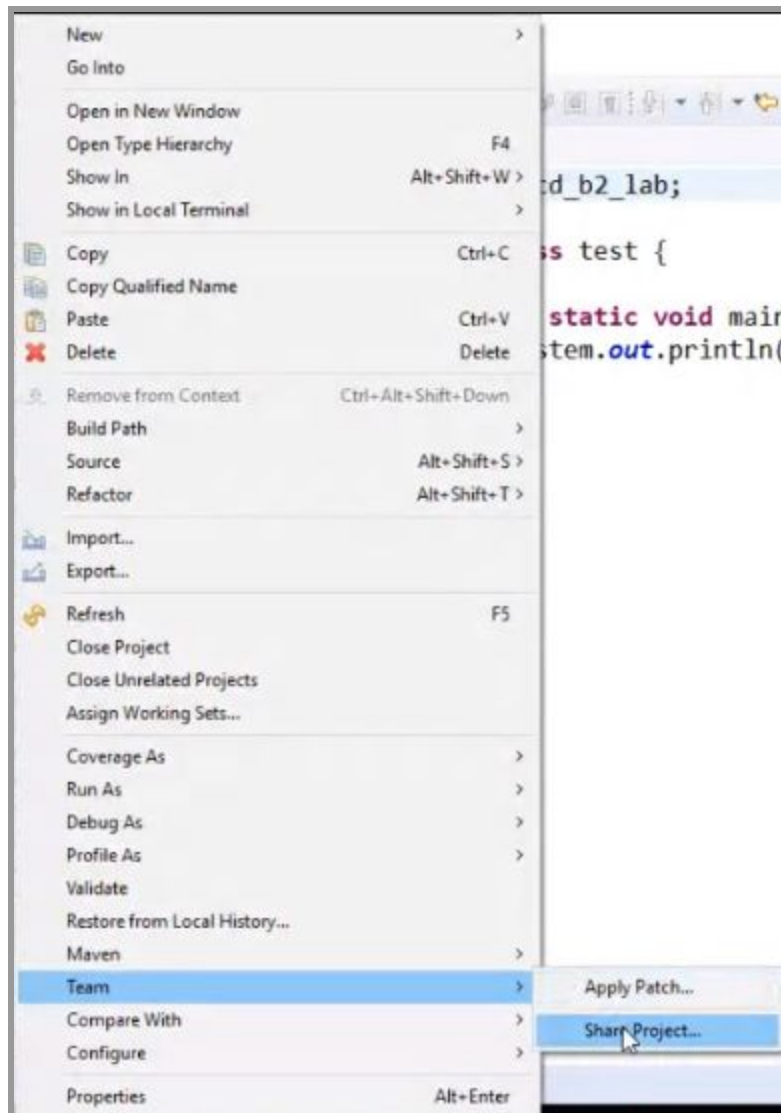 New >
Go Into
Open in New Window
Open Type Hierarchy F4
Show In Alt+Shift+W >
Show in Local Terminal >
Copy Ctrl+C
Copy Qualified Name
Paste Ctrl+V
Delete Delete
Remove from Context Ctrl+Alt+Shift+Down
Build Path >
Source Alt+Shift+S >
Refactor Alt+Shift+T >
Import...
Export...
Refresh F5
Close Project
Close Unrelated Projects
Assign Working Sets...
Coverage As >
Run As >
Debug As >
Profile As >
Validate
Restore from Local History...
Maven >
Team >
Compare With >
Configure >
Properties Alt+Enter
Apply Patch...
Share Project...
d_b2_lab;
ss test {
static void main
stem.out.println(